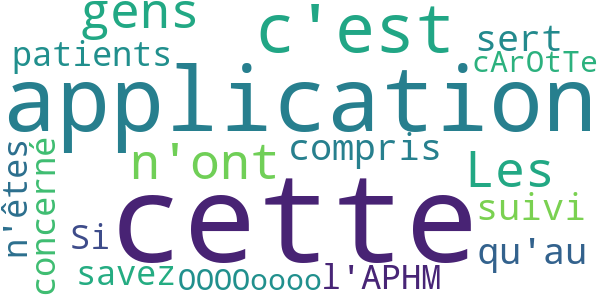 gens
c'est
sert
patients
cArOtTe
application
n'ont
compris
Les
n'êtes
concerné
cette
suivi
Si
qu'au
savez
OOOOoooo
l'APHM